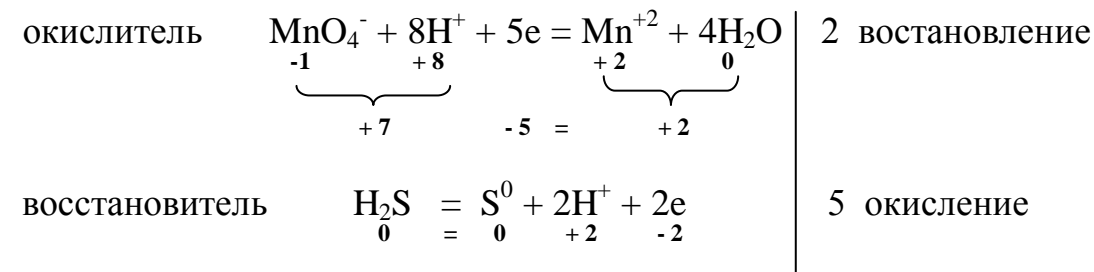 окислитель MnO₄⁻ + 8H⁺ + 5e = Mn⁺² + 4H₂O | 2 востановление
-1 + 8 + 2 0
+ 7 - 5 = + 2
восстановитель H₂S = S⁰ + 2H⁺ + 2e | 5 окисление
0 = 0 + 2 - 2